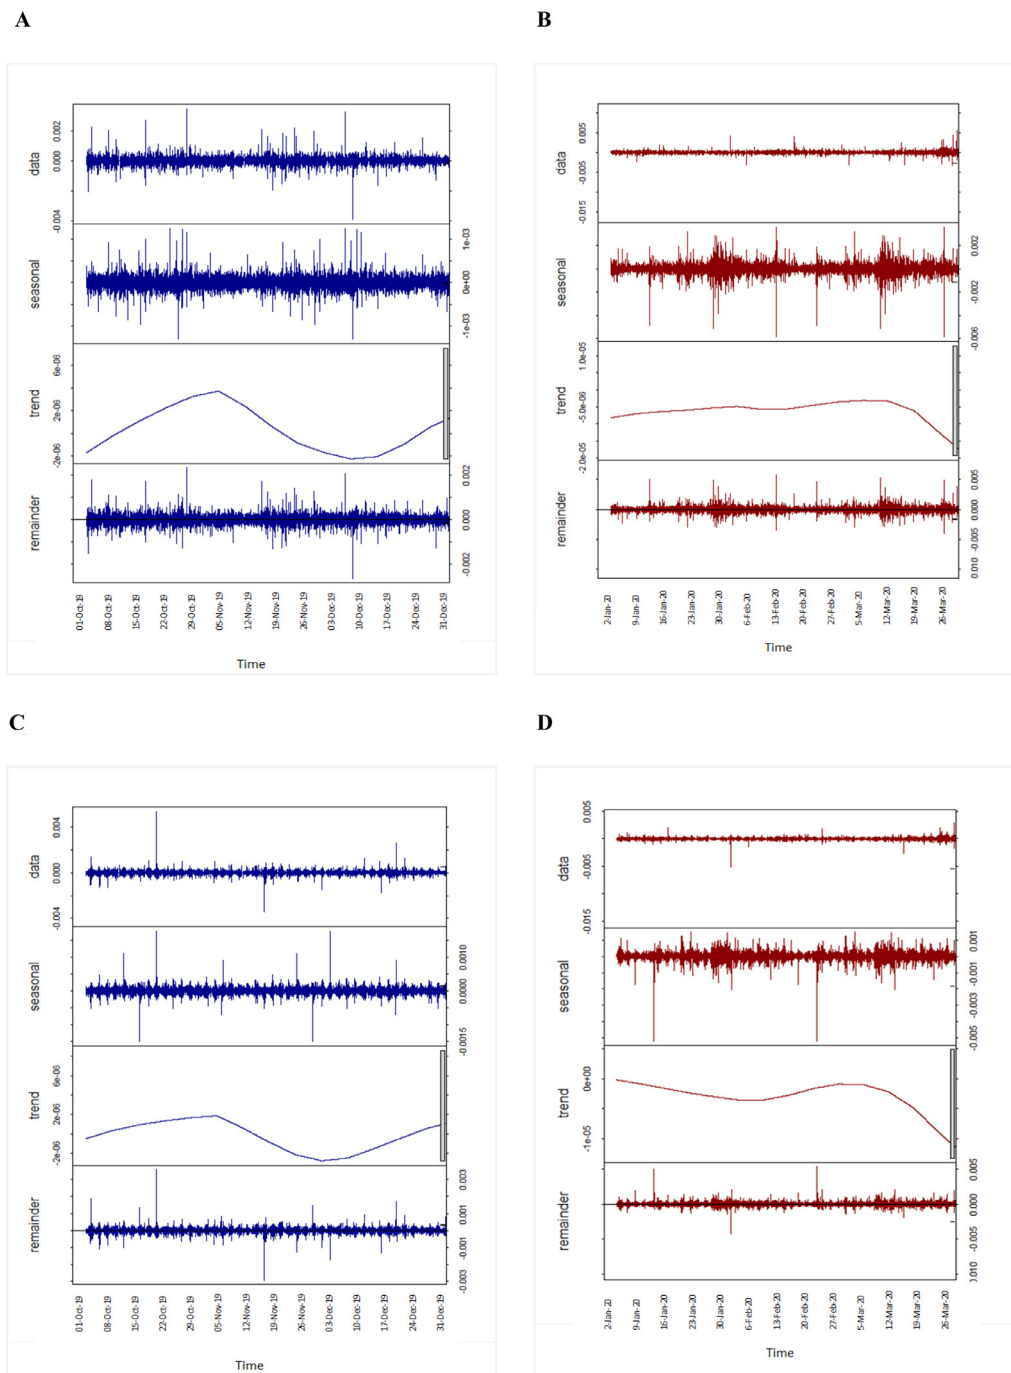 A
data
-0.004
0.000
0.002
seasonal
-1e-03
0e+00
1e-03
trend
-2e-06
2e-06
6e-06
remainder
-0.002
0.000
0.002
01-Oct-19
08-Oct-19
15-Oct-19
22-Oct-19
29-Oct-19
05-Nov-19
12-Nov-19
19-Nov-19
26-Nov-19
03-Dec-19
10-Dec-19
17-Dec-19
24-Dec-19
31-Dec-19
Time
B
data
-0.015
-0.005
0.005
seasonal
-0.006
-0.002
0.002
trend
-2.0e-05
-5.0e-06
1.0e-05
remainder
0.010
-0.005
0.000
0.005
2-Jan-20
9-Jan-20
16-Jan-20
23-Jan-20
30-Jan-20
6-Feb-20
13-Feb-20
20-Feb-20
27-Feb-20
5-Mar-20
12-Mar-20
19-Mar-20
26-Mar-20
Time
C
data
-0.004
0.000
0.004
seasonal
-0.0015
0.0000
0.0010
trend
-2e-06
2e-06
6e-06
remainder
-0.003
-0.001
0.001
0.003
01-Oct-19
08-Oct-19
15-Oct-19
22-Oct-19
29-Oct-19
05-Nov-19
12-Nov-19
19-Nov-19
26-Nov-19
03-Dec-19
10-Dec-19
17-Dec-19
24-Dec-19
31-Dec-19
Time
D
data
-0.015
-0.005
0.005
seasonal
-0.005
-0.003
-0.001
0.001
trend
-1e-05
0e+00
remainder
0.010
-0.005
0.000
0.005
2-Jan-20
9-Jan-20
16-Jan-20
23-Jan-20
30-Jan-20
6-Feb-20
13-Feb-20
20-Feb-20
27-Feb-20
5-Mar-20
12-Mar-20
19-Mar-20
26-Mar-20
Time